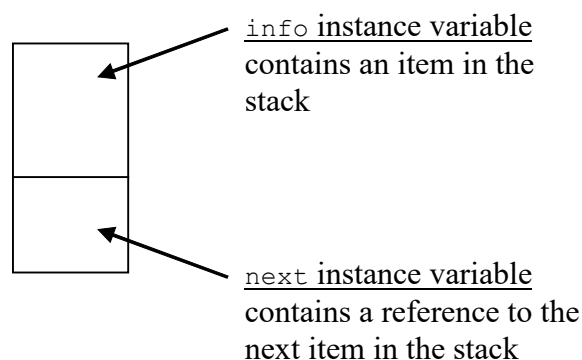 info instance variable
contains an item in the
stack
next instance variable
contains a reference to the
next item in the stack